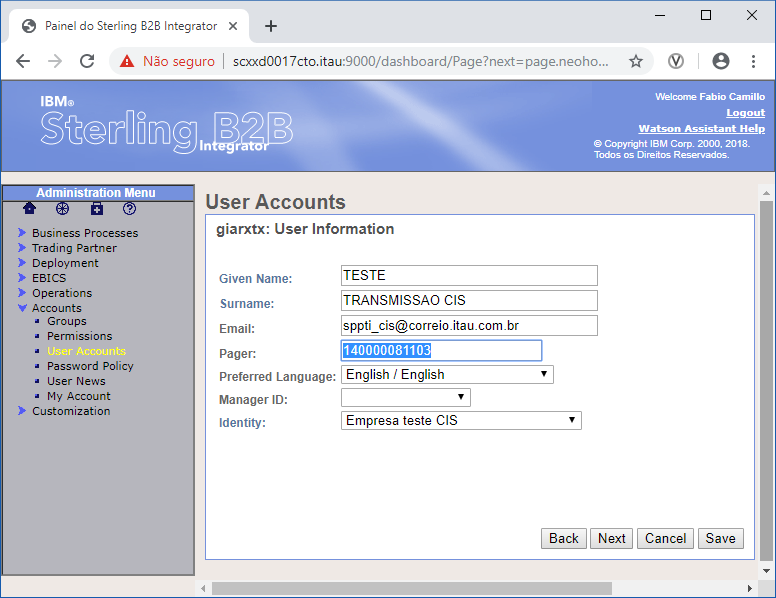 Painel do Sterling B2B Integrator
Não seguro
scxxd0017cto.itau:9000/dashboard/Page?next=page.neoho...
IBM®
Sterling B2B
Integrator
Welcome Fabio Camillo
Logout
Watson Assistant Help
© Copyright IBM Corp. 2000, 2018.
Todos os Direitos Reservados.
Administration Menu
Business Processes
Trading Partner
Deployment
EBICS
Operations
Accounts
Groups
Permissions
User Accounts
Password Policy
User News
My Account
Customization
User Accounts
giarxtx: User Information
Given Name: TESTE
Surname: TRANSMISSAO CIS
Email: sppti_cis@correio.itau.com.br
Pager: 140000081103
Preferred Language: English / English
Manager ID:
Identity: Empresa teste CIS
Back Next Cancel Save